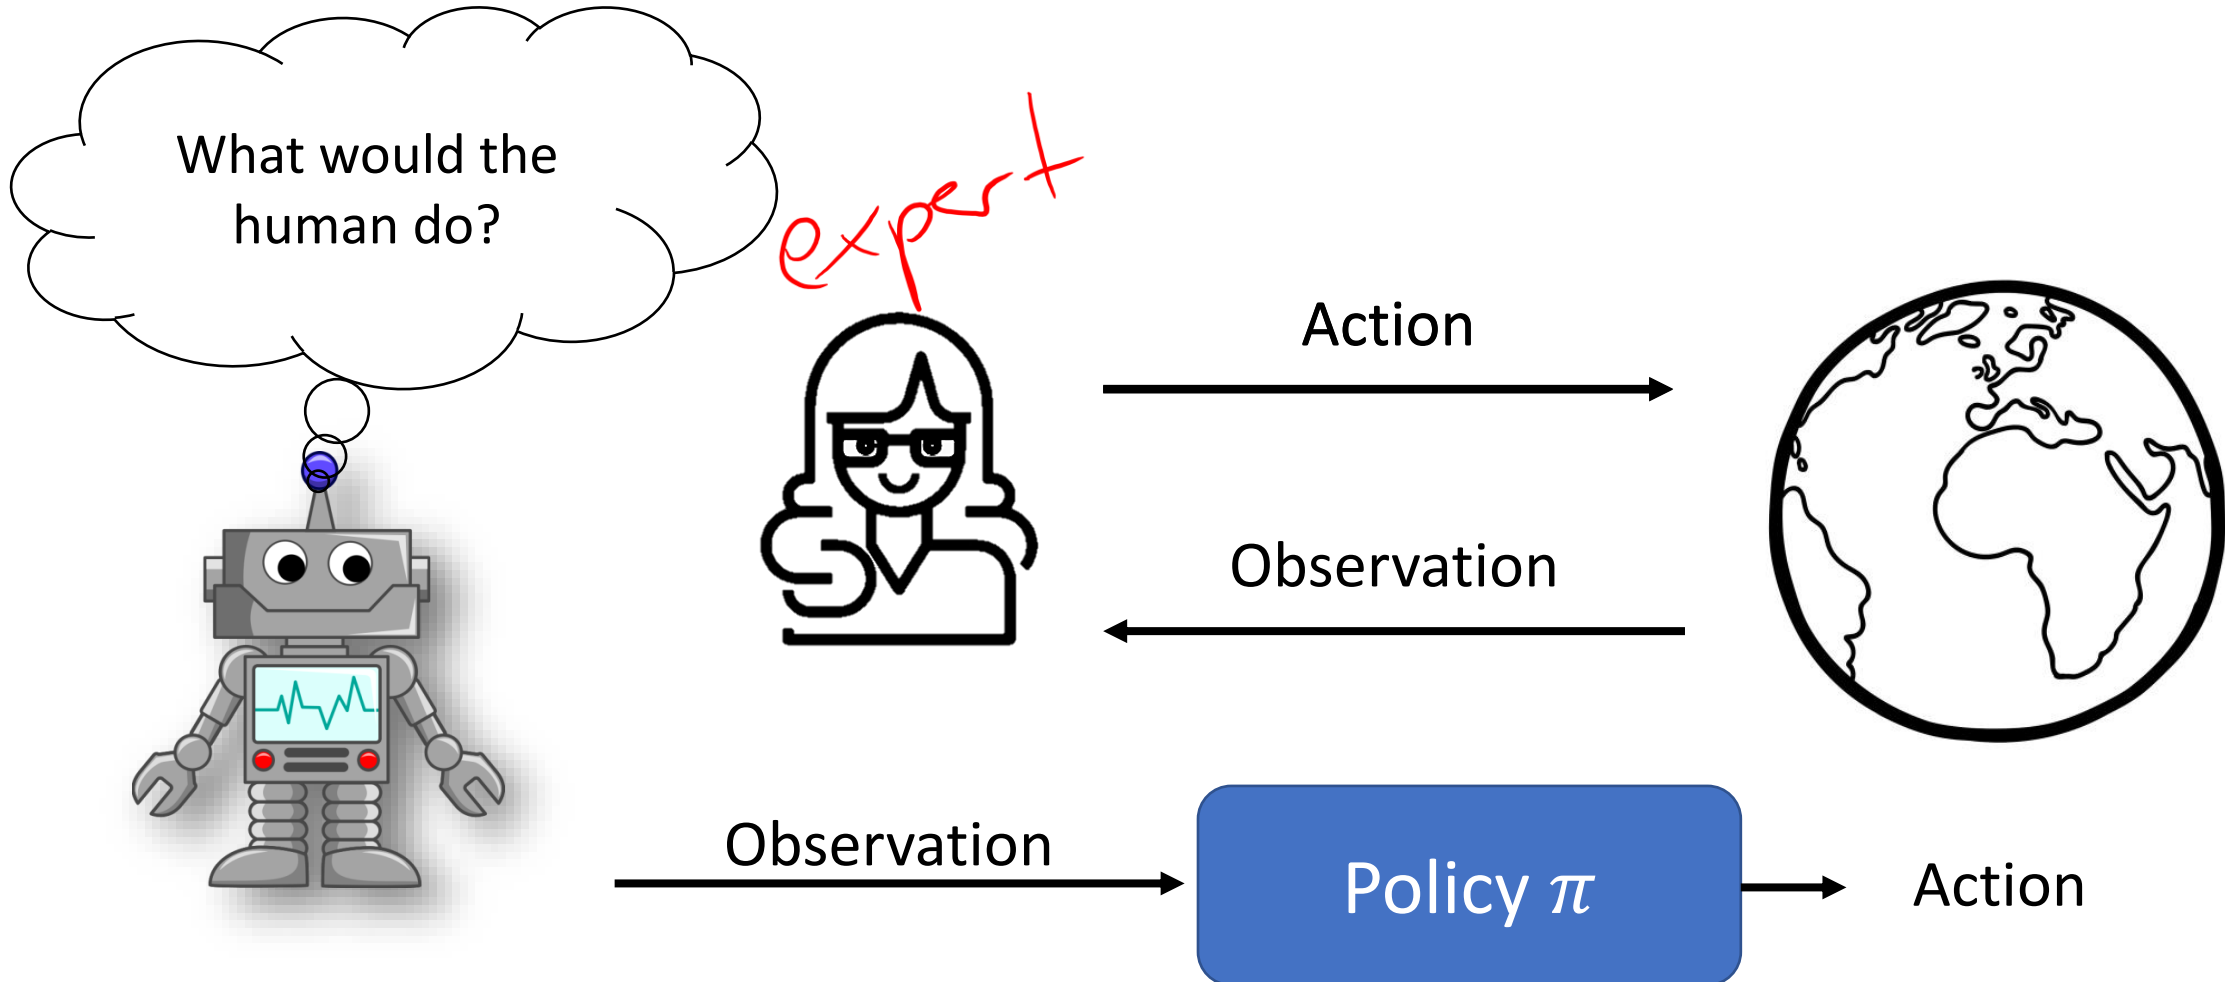 What would the
human do?
expert
Action
Observation
Observation
Policy π
Action